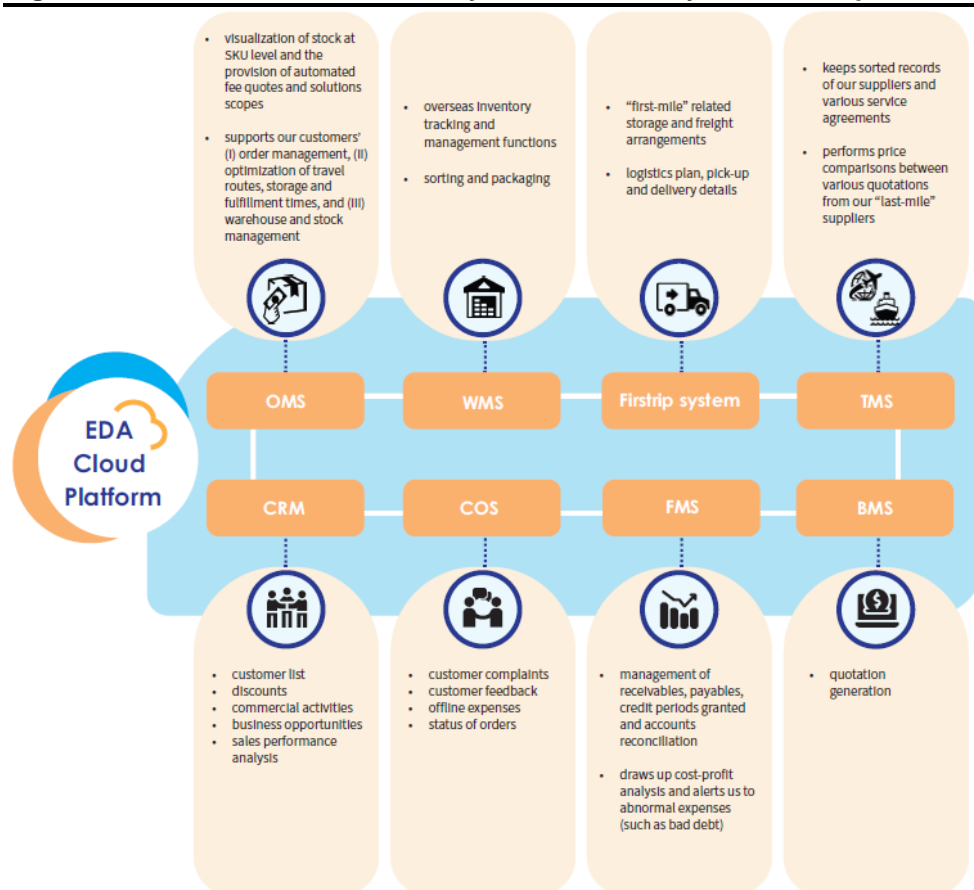 • visualization of stock at
SKU level and the
provision of automated
fee quotes and solutions
scopes
• supports our customers'
(i) order management, (ii)
optimization of travel
routes, storage and
fulfillment times, and (iii)
warehouse and stock
management
• overseas inventory
tracking and
management functions
• sorting and packaging
• "first-mile" related
storage and freight
arrangements
• logistics plan, pick-up
and delivery details
• keeps sorted records
of our suppliers and
various service
agreements
• performs price
comparisons between
various quotations
from our "last-mile"
suppliers
EDA
Cloud
Platform
OMS
WMS
Firstrip system
TMS
CRM
COS
FMS
BMS
• customer list
• discounts
• commercial activities
• business opportunities
• sales performance
analysis
• customer complaints
• customer feedback
• offline expenses
• status of orders
• management of
receivables, payables,
credit periods granted
and accounts
reconciliation
• draws up cost-profit
analysis and alerts us to
abnormal expenses
(such as bad debt)
• quotation
generation